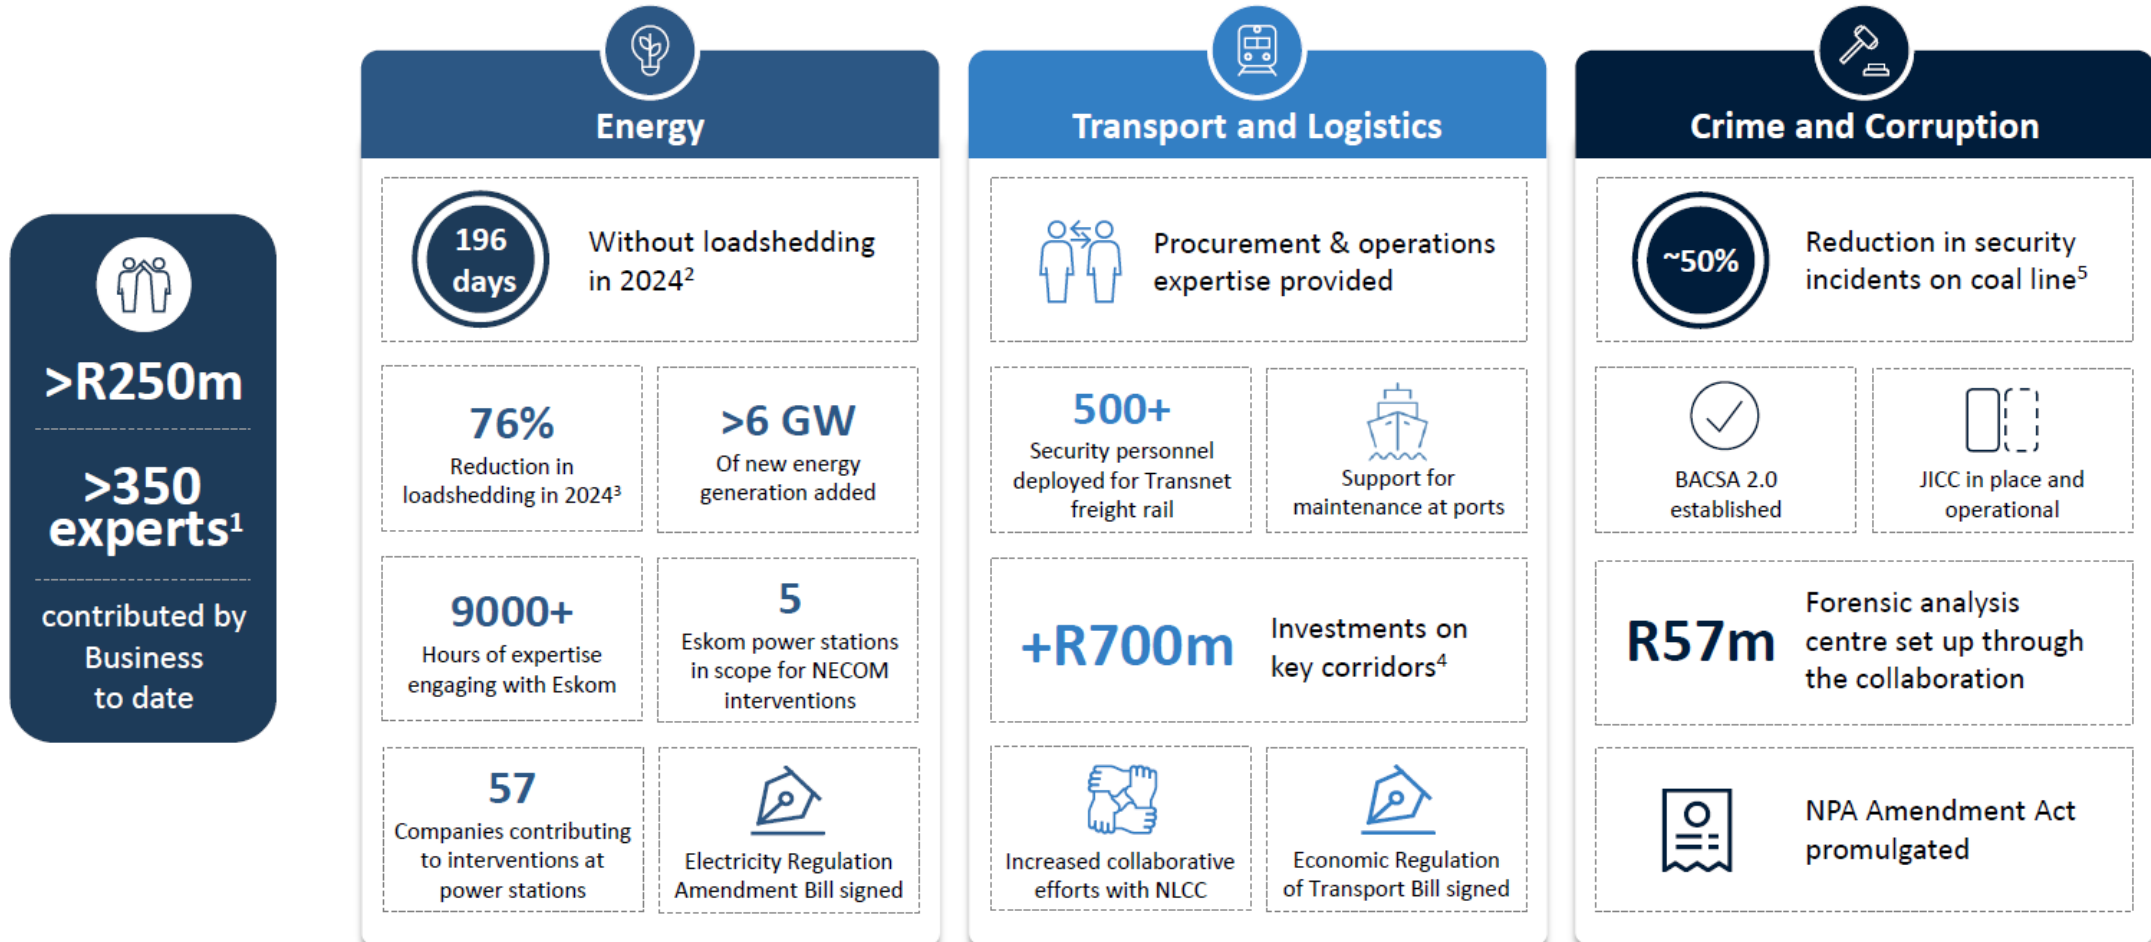 >R250m
>350
experts¹
contributed by
Business
to date
Energy
196
days
Without loadshedding
in 2024²
76%
Reduction in
loadshedding in 2024³
>6 GW
Of new energy
generation added
9000+
Hours of expertise
engaging with Eskom
5
Eskom power stations
in scope for NECOM
interventions
57
Companies contributing
to interventions at
power stations
Electricity Regulation
Amendment Bill signed
Transport and Logistics
Procurement & operations
expertise provided
500+
Security personnel
deployed for Transnet
freight rail
Support for
maintenance at ports
+R700m
Investments on
key corridors⁴
Increased collaborative
efforts with NLCC
Economic Regulation
of Transport Bill signed
Crime and Corruption
~50%
Reduction in security
incidents on coal line⁵
BACSA 2.0
established
JICC in place and
operational
R57m
Forensic analysis
centre set up through
the collaboration
NPA Amendment Act
promulgated